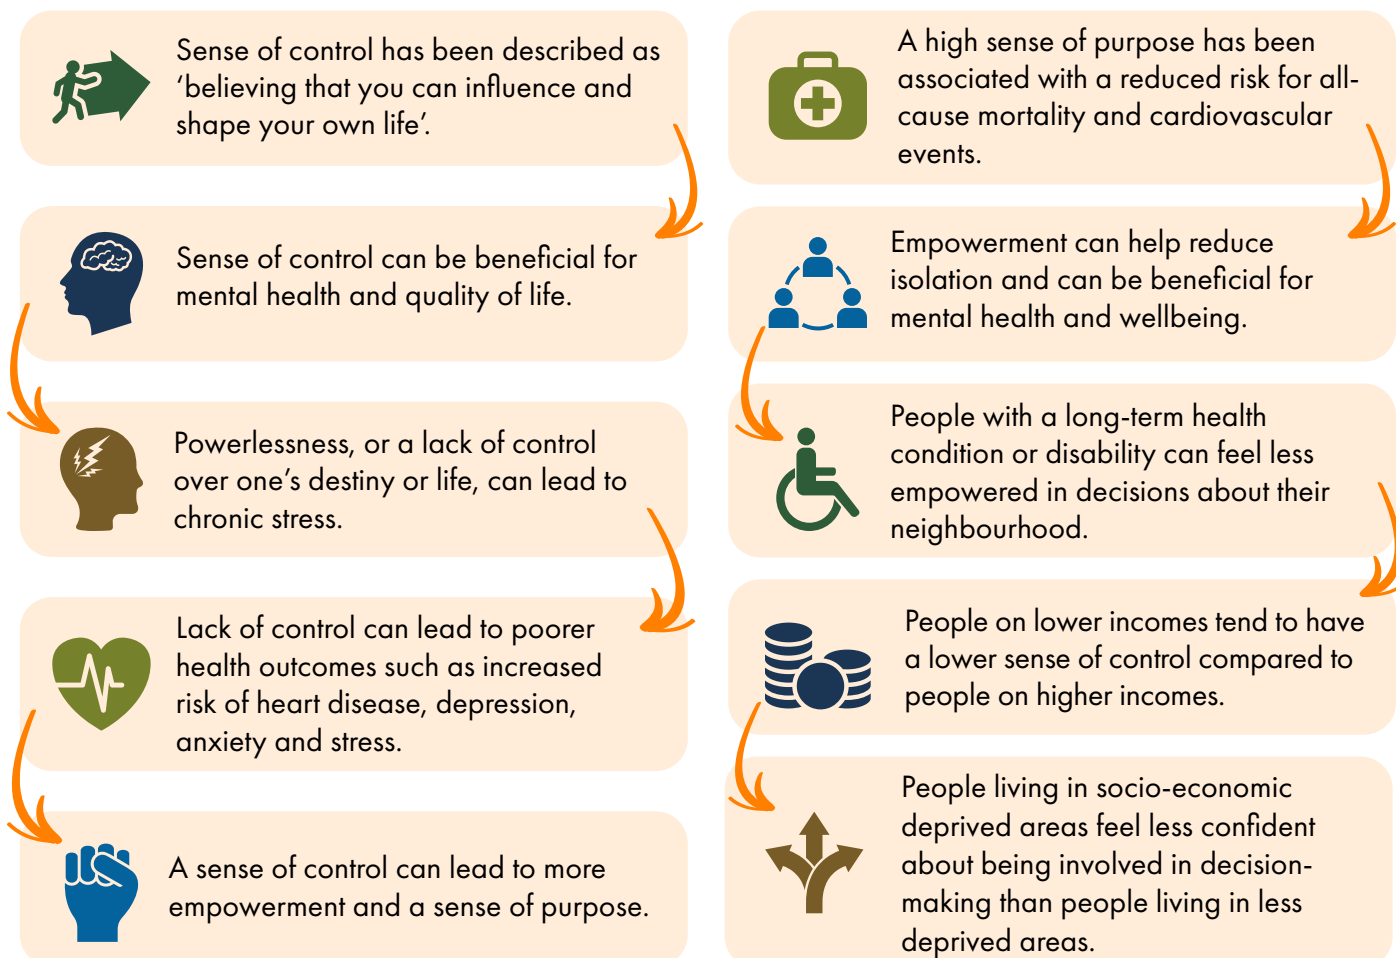 Sense of control has been described as
‘believing that you can influence and
shape your own life’.
Sense of control can be beneficial for
mental health and quality of life.
Powerlessness, or a lack of control
over one’s destiny or life, can lead to
chronic stress.
Lack of control can lead to poorer
health outcomes such as increased
risk of heart disease, depression,
anxiety and stress.
A sense of control can lead to more
empowerment and a sense of purpose.
A high sense of purpose has been
associated with a reduced risk for all-
cause mortality and cardiovascular
events.
Empowerment can help reduce
isolation and can be beneficial for
mental health and wellbeing.
People with a long-term health
condition or disability can feel less
empowered in decisions about their
neighbourhood.
People on lower incomes tend to have
a lower sense of control compared to
people on higher incomes.
People living in socio-economic
deprived areas feel less confident
about being involved in decision-
making than people living in less
deprived areas.